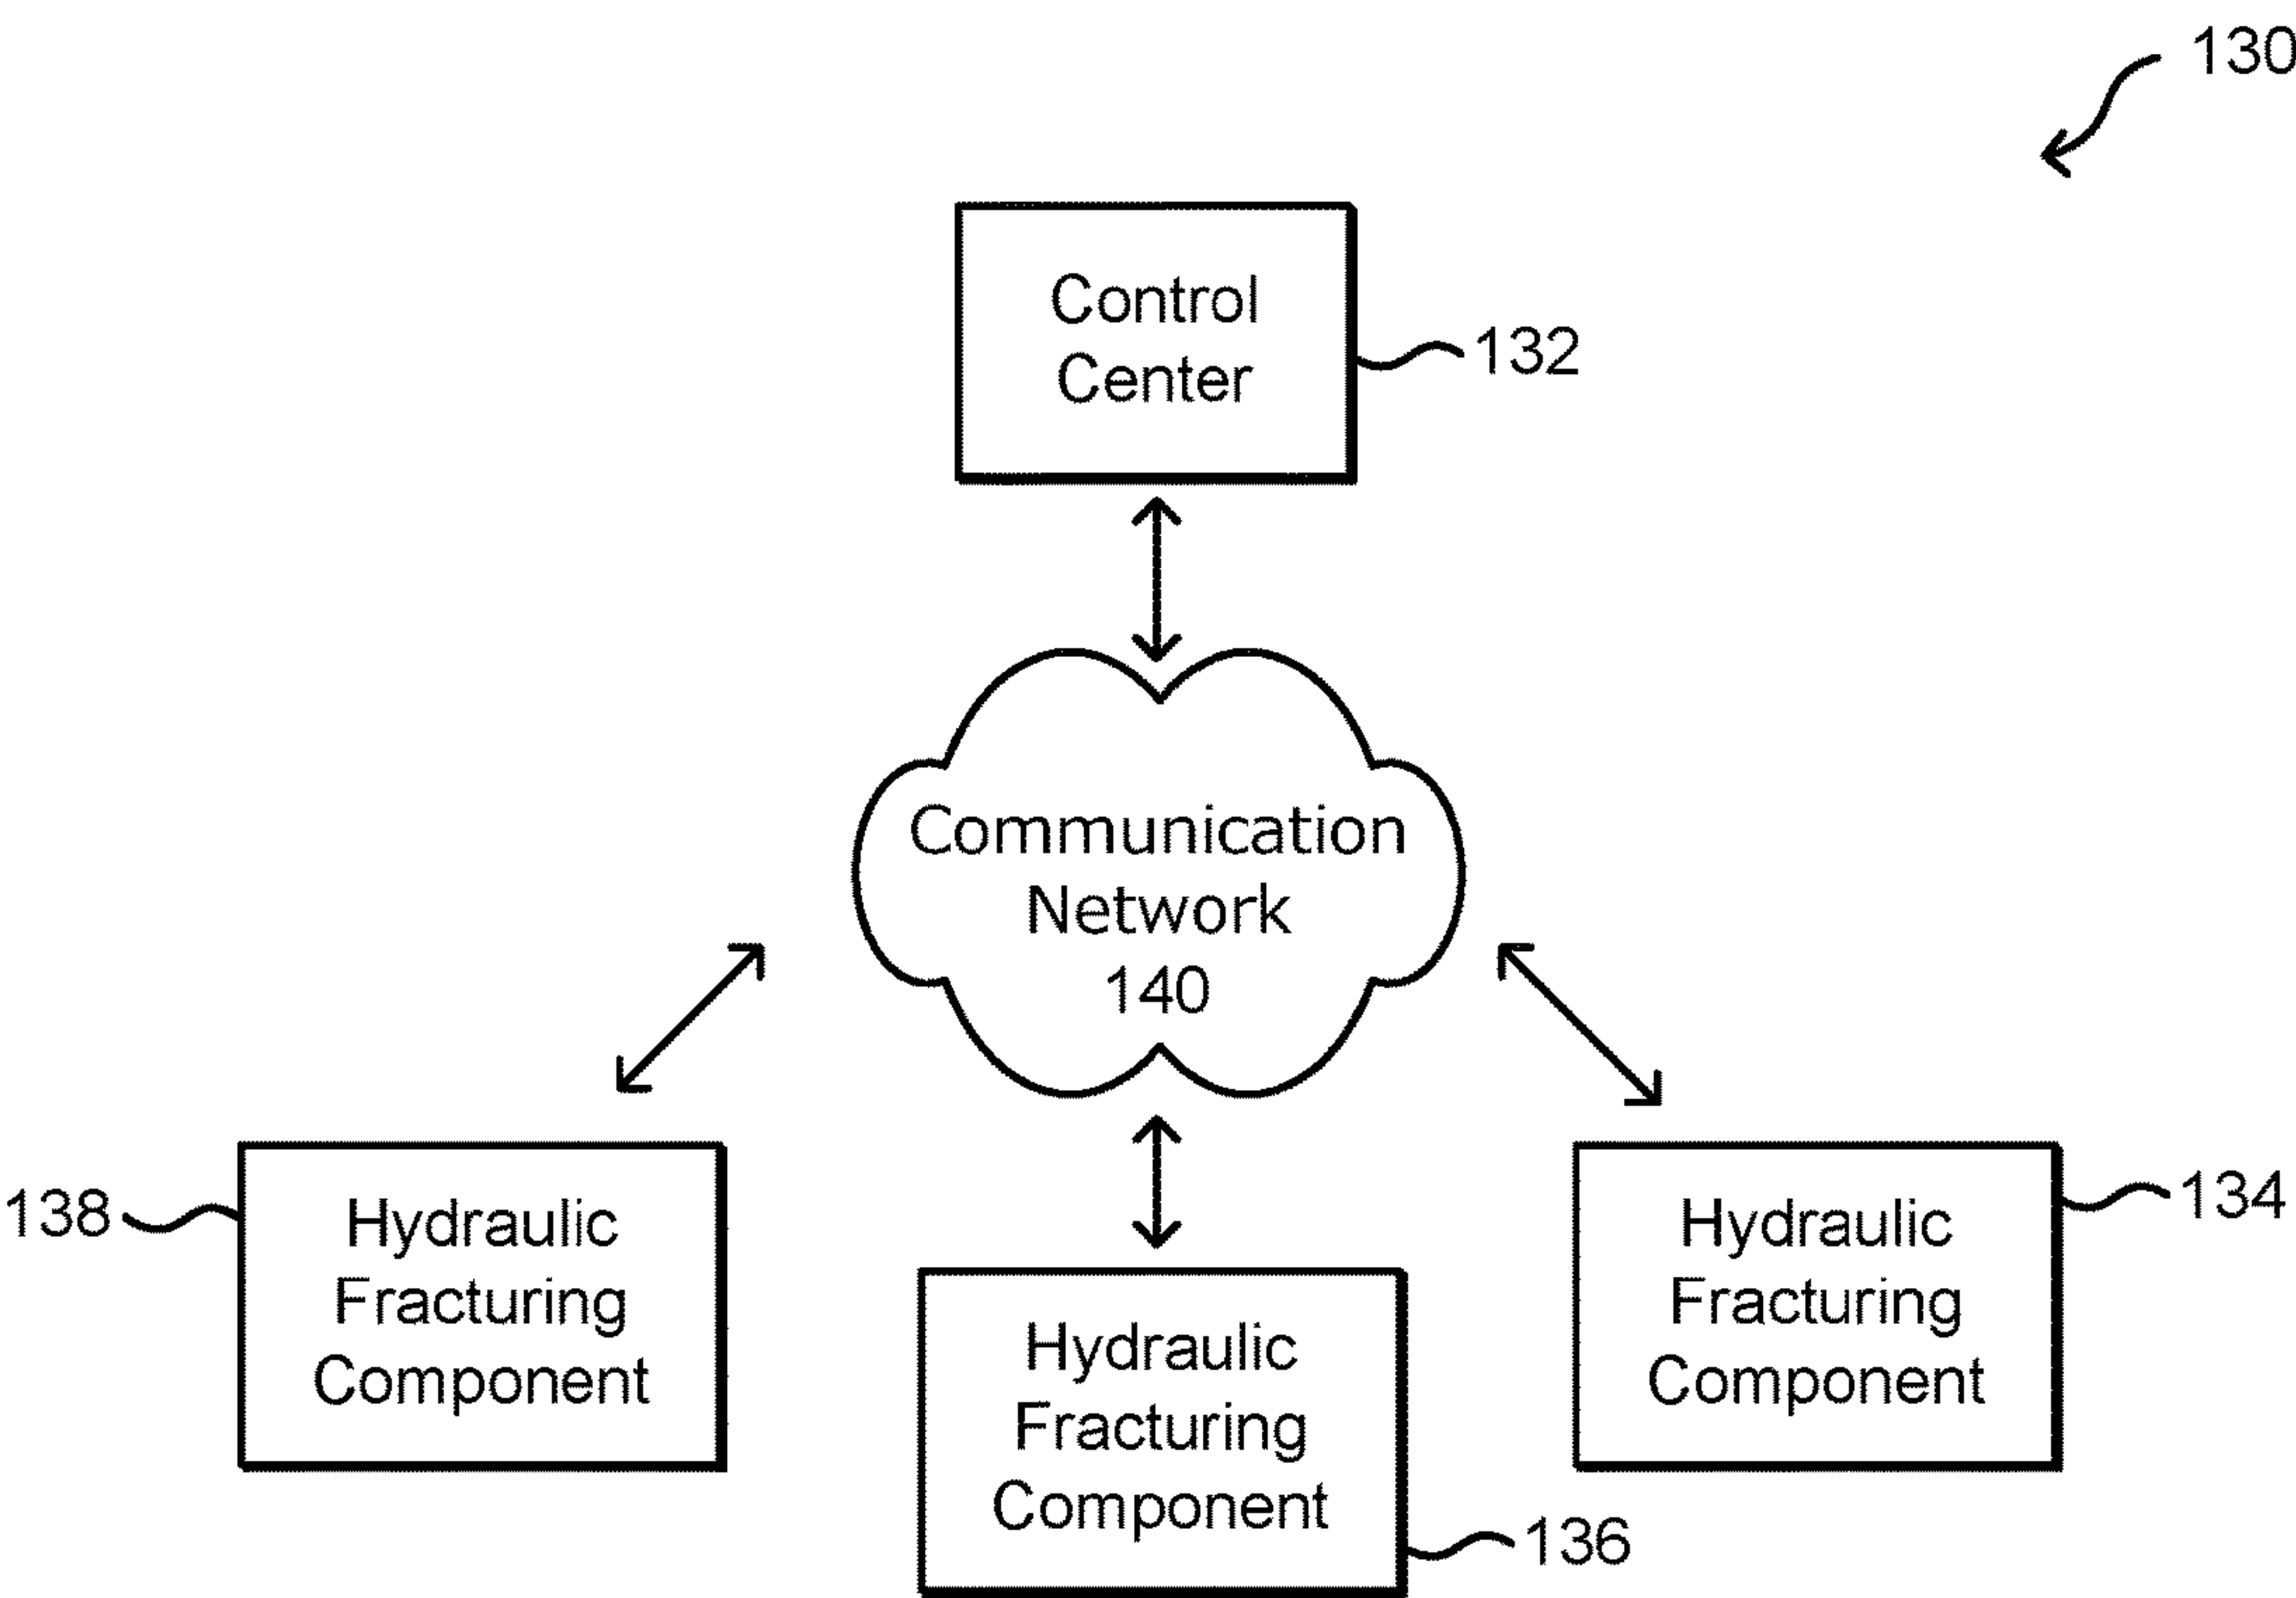 130
Control
Center
132
Communication
Network
140
138
Hydraulic
Fracturing
Component
Hydraulic
Fracturing
Component
136
Hydraulic
Fracturing
Component
134